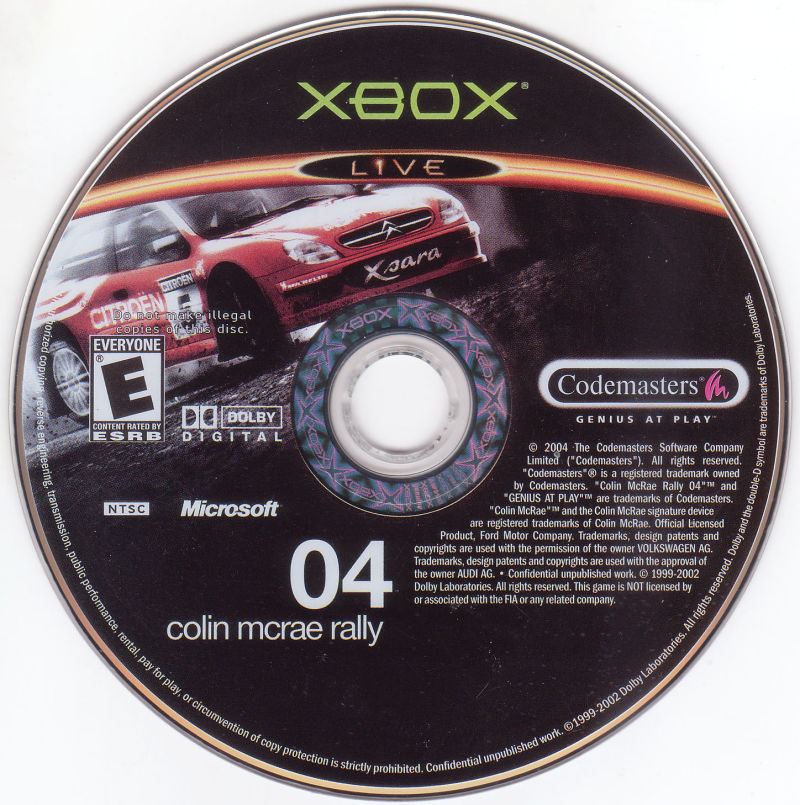 XBOX®
LIVE
Xsara
CITROËN
CITROËN
Do not make illegal
copies of this disc.
EVERYONE
E®
CONTENT RATED BY
ESRB
DOLBY
DIGITAL
XBOX
XBOX
XBOX
Codemasters®
GENIUS AT PLAY™
NTSC
Microsoft
© 2004 The Codemasters Software Company
Limited ("Codemasters"). All rights reserved.
"Codemasters"® is a registered trademark owned
by Codemasters. "Colin McRae Rally 04"™ and
"GENIUS AT PLAY"™ are trademarks of Codemasters.
"Colin McRae"™ and the Colin McRae signature device
are registered trademarks of Colin McRae. Official Licensed
Product, Ford Motor Company. Trademarks, design patents and
copyrights are used with the permission of the owner VOLKSWAGEN AG.
Trademarks, design patents and copyrights are used with the approval of
the owner AUDI AG. • Confidential unpublished work. © 1999-2002
Dolby Laboratories. All rights reserved. This game is NOT licensed by
or associated with the FIA or any related company.
04
colin mcrae rally
copying, reverse engineering, transmission, public performance, rental, pay for play, or circumvention of copy protection is strictly prohibited. Confidential unpublished work. ©1999-2002 Dolby Laboratories. All rights reserved. Dolby and the double-D symbol are trademarks of Dolby Laboratories.